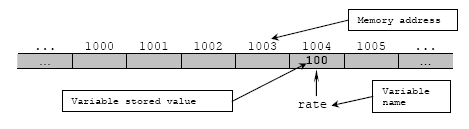 Memory address
... 1000 1001 1002 1003 1004 1005 ...
... 100 ...
Variable stored value
rate
Variable
name